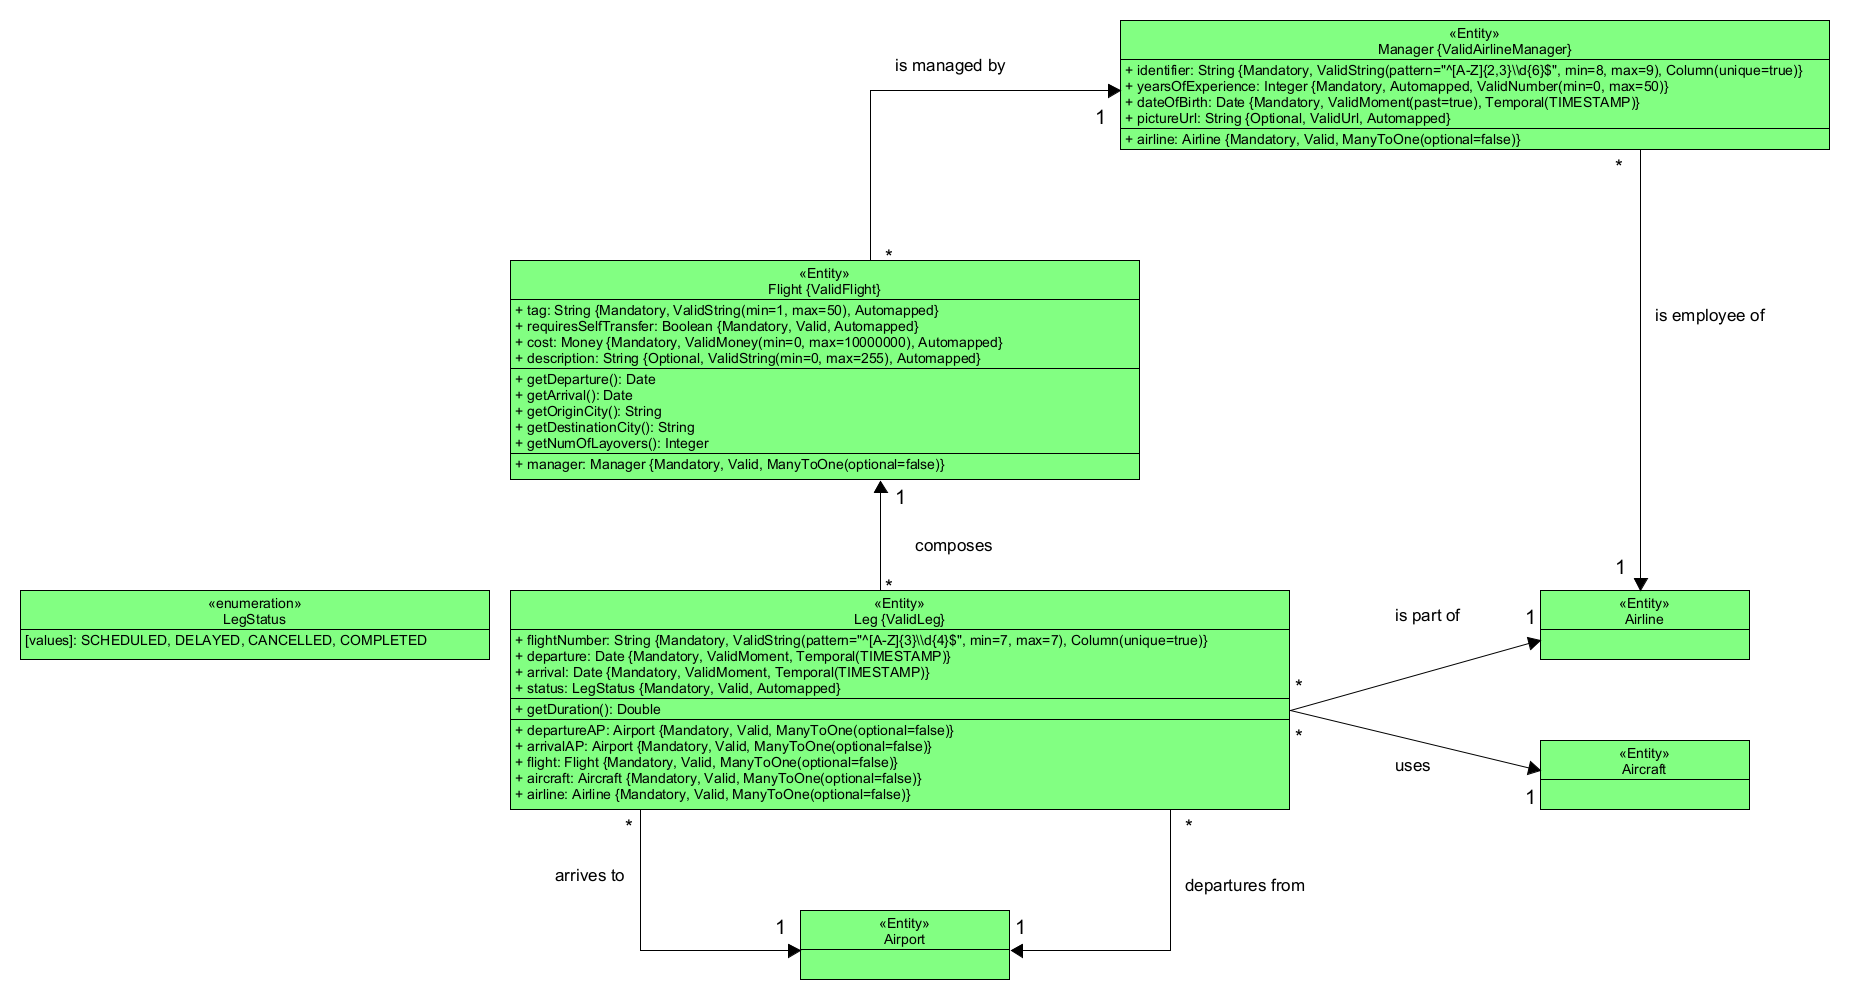 «Entity»
Manager {ValidAirlineManager}
+ identifier: String {Mandatory, ValidString(pattern="^[A-Z]{2,3}\\d{6}$", min=8, max=9), Column(unique=true)}
+ yearsOfExperience: Integer {Mandatory, Automapped, ValidNumber(min=0, max=50)}
+ dateOfBirth: Date {Mandatory, ValidMoment(past=true), Temporal(TIMESTAMP)}
+ pictureUrl: String {Optional, ValidUrl, Automapped}
+ airline: Airline {Mandatory, Valid, ManyToOne(optional=false)}
is managed by
1
*
*
«Entity»
Flight {ValidFlight}
+ tag: String {Mandatory, ValidString(min=1, max=50), Automapped}
+ requiresSelfTransfer: Boolean {Mandatory, Valid, Automapped}
+ cost: Money {Mandatory, ValidMoney(min=0, max=10000000), Automapped}
+ description: String {Optional, ValidString(min=0, max=255), Automapped}
+ getDeparture(): Date
+ getArrival(): Date
+ getOriginCity(): String
+ getDestinationCity(): String
+ getNumOfLayovers(): Integer
+ manager: Manager {Mandatory, Valid, ManyToOne(optional=false)}
is employee of
1
composes
*
1
«enumeration»
LegStatus
[values]: SCHEDULED, DELAYED, CANCELLED, COMPLETED
«Entity»
Leg {ValidLeg}
+ flightNumber: String {Mandatory, ValidString(pattern="^[A-Z]{3}\\d{4}$", min=7, max=7), Column(unique=true)}
+ departure: Date {Mandatory, ValidMoment, Temporal(TIMESTAMP)}
+ arrival: Date {Mandatory, ValidMoment, Temporal(TIMESTAMP)}
+ status: LegStatus {Mandatory, Valid, Automapped}
+ getDuration(): Double
+ departureAP: Airport {Mandatory, Valid, ManyToOne(optional=false)}
+ arrivalAP: Airport {Mandatory, Valid, ManyToOne(optional=false)}
+ flight: Flight {Mandatory, Valid, ManyToOne(optional=false)}
+ aircraft: Aircraft {Mandatory, Valid, ManyToOne(optional=false)}
+ airline: Airline {Mandatory, Valid, ManyToOne(optional=false)}
is part of
1
*
«Entity»
Airline
*
uses
1
«Entity»
Aircraft
*
*
arrives to
departures from
1
1
«Entity»
Airport